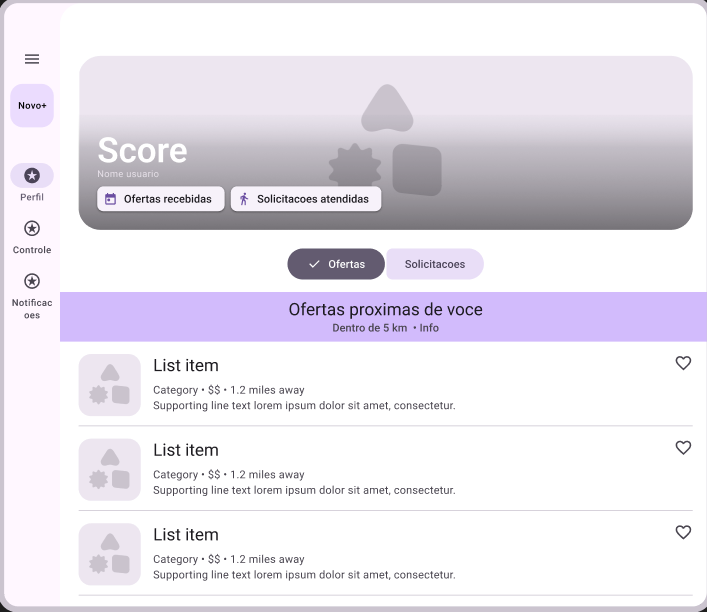 Novo+
Perfil
Controle
Notificac
oes
Score
Nome usuario
Ofertas recebidas
Solicitacoes atendidas
Ofertas
Solicitacoes
Ofertas proximas de voce
Dentro de 5 km • Info
List item
Category • $$ • 1.2 miles away
Supporting line text lorem ipsum dolor sit amet, consectetur.
List item
Category • $$ • 1.2 miles away
Supporting line text lorem ipsum dolor sit amet, consectetur.
List item
Category • $$ • 1.2 miles away
Supporting line text lorem ipsum dolor sit amet, consectetur.